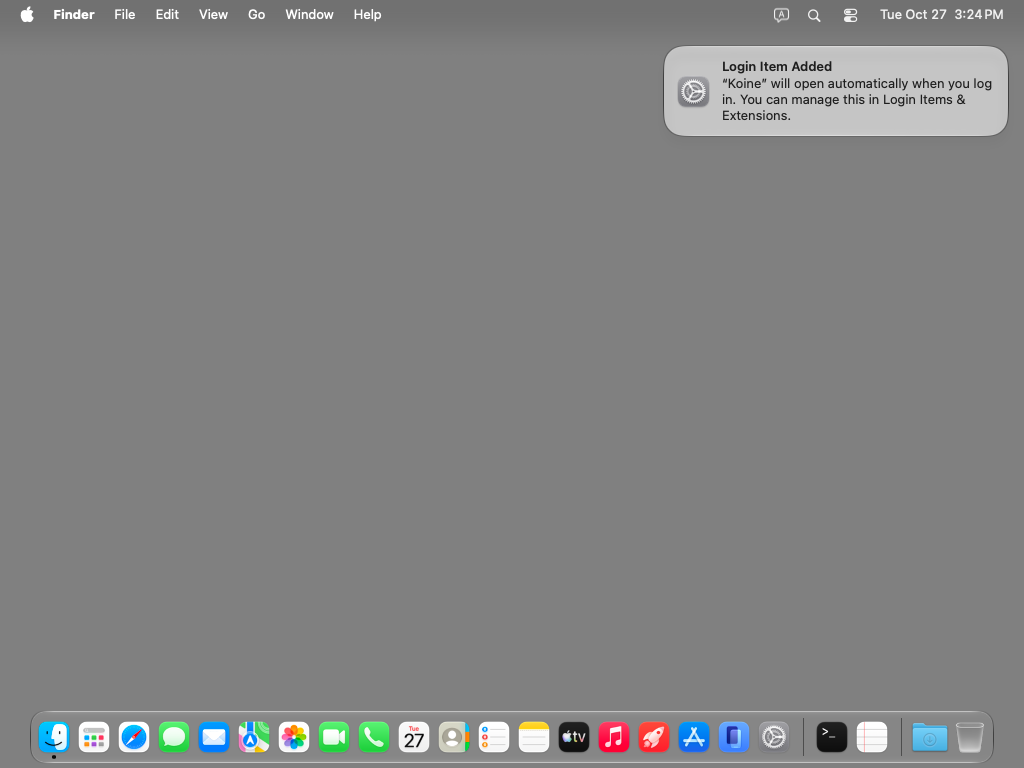 Finder File Edit View Go Window Help A Tue Oct 27 3:24 PM
Login Item Added
“Koine” will open automatically when you log
in. You can manage this in Login Items &
Extensions.
Tue
27
tv
>_